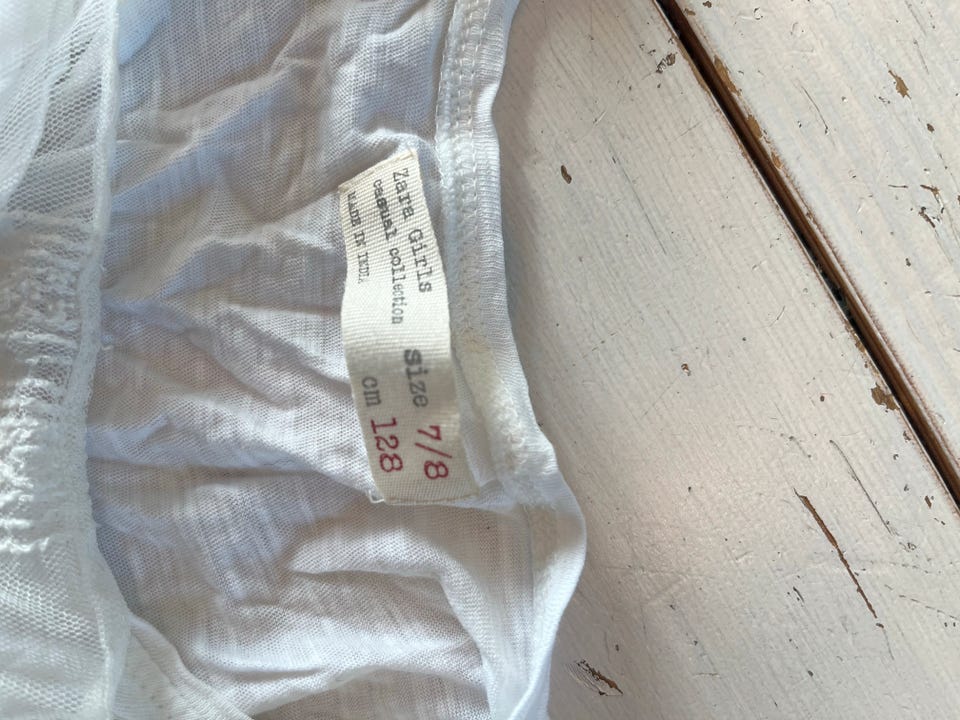 Zara Girls
casual collection
MADE IN INDIA
size 7/8
cm 128